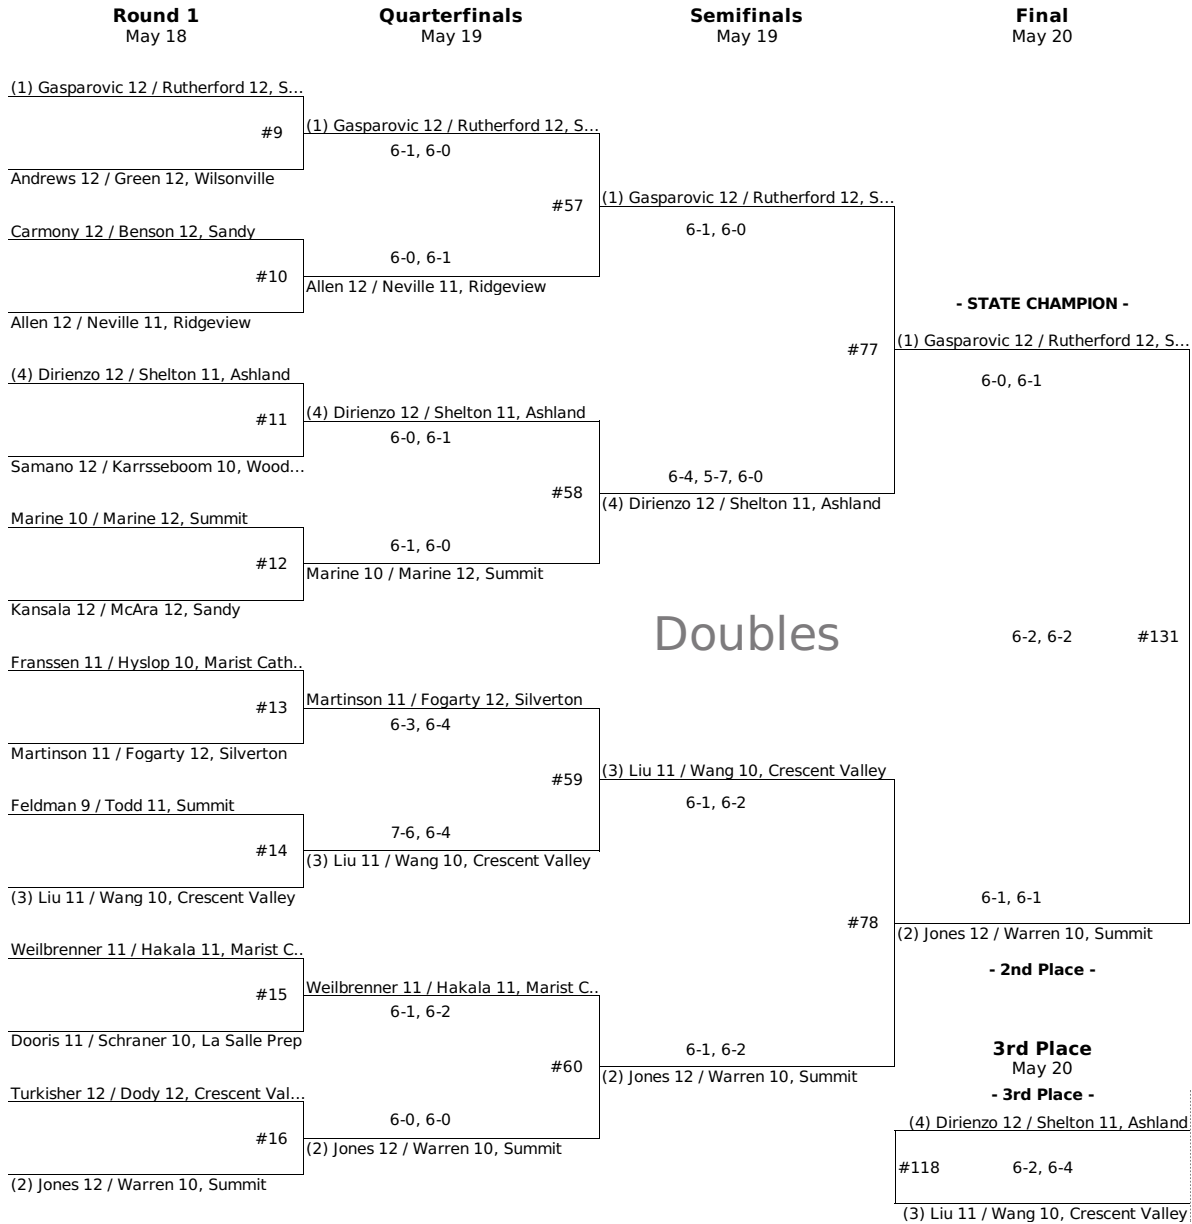 Round 1
May 18
Quarterfinals
May 19
Semifinals
May 19
Final
May 20
(1) Gasparovic 12 / Rutherford 12, S...
#9
Andrews 12 / Green 12, Wilsonville
Carmony 12 / Benson 12, Sandy
#10
Allen 12 / Neville 11, Ridgeview
(4) Dirienzo 12 / Shelton 11, Ashland
#11
Samano 12 / Karrsseboom 10, Wood...
Marine 10 / Marine 12, Summit
#12
Kansala 12 / McAra 12, Sandy
Franssen 11 / Hyslop 10, Marist Cath..
#13
Martinson 11 / Fogarty 12, Silverton
Feldman 9 / Todd 11, Summit
#14
(3) Liu 11 / Wang 10, Crescent Valley
Weilbrenner 11 / Hakala 11, Marist C..
#15
Dooris 11 / Schraner 10, La Salle Prep
Turkisher 12 / Dody 12, Crescent Val...
#16
(2) Jones 12 / Warren 10, Summit
(1) Gasparovic 12 / Rutherford 12, S...
6-1, 6-0
#57
6-0, 6-1
Allen 12 / Neville 11, Ridgeview
(4) Dirienzo 12 / Shelton 11, Ashland
6-0, 6-1
#58
6-1, 6-0
Marine 10 / Marine 12, Summit
Martinson 11 / Fogarty 12, Silverton
6-3, 6-4
#59
7-6, 6-4
(3) Liu 11 / Wang 10, Crescent Valley
Weilbrenner 11 / Hakala 11, Marist C..
6-1, 6-2
#60
6-0, 6-0
(2) Jones 12 / Warren 10, Summit
(1) Gasparovic 12 / Rutherford 12, S...
6-1, 6-0
#77
6-4, 5-7, 6-0
(4) Dirienzo 12 / Shelton 11, Ashland
Doubles
(3) Liu 11 / Wang 10, Crescent Valley
6-1, 6-2
#78
6-1, 6-2
(2) Jones 12 / Warren 10, Summit
- STATE CHAMPION -
(1) Gasparovic 12 / Rutherford 12, S...
6-0, 6-1
6-2, 6-2
#131
6-1, 6-1
(2) Jones 12 / Warren 10, Summit
- 2nd Place -
3rd Place
May 20
- 3rd Place -
(4) Dirienzo 12 / Shelton 11, Ashland
#118
6-2, 6-4
(3) Liu 11 / Wang 10, Crescent Valley